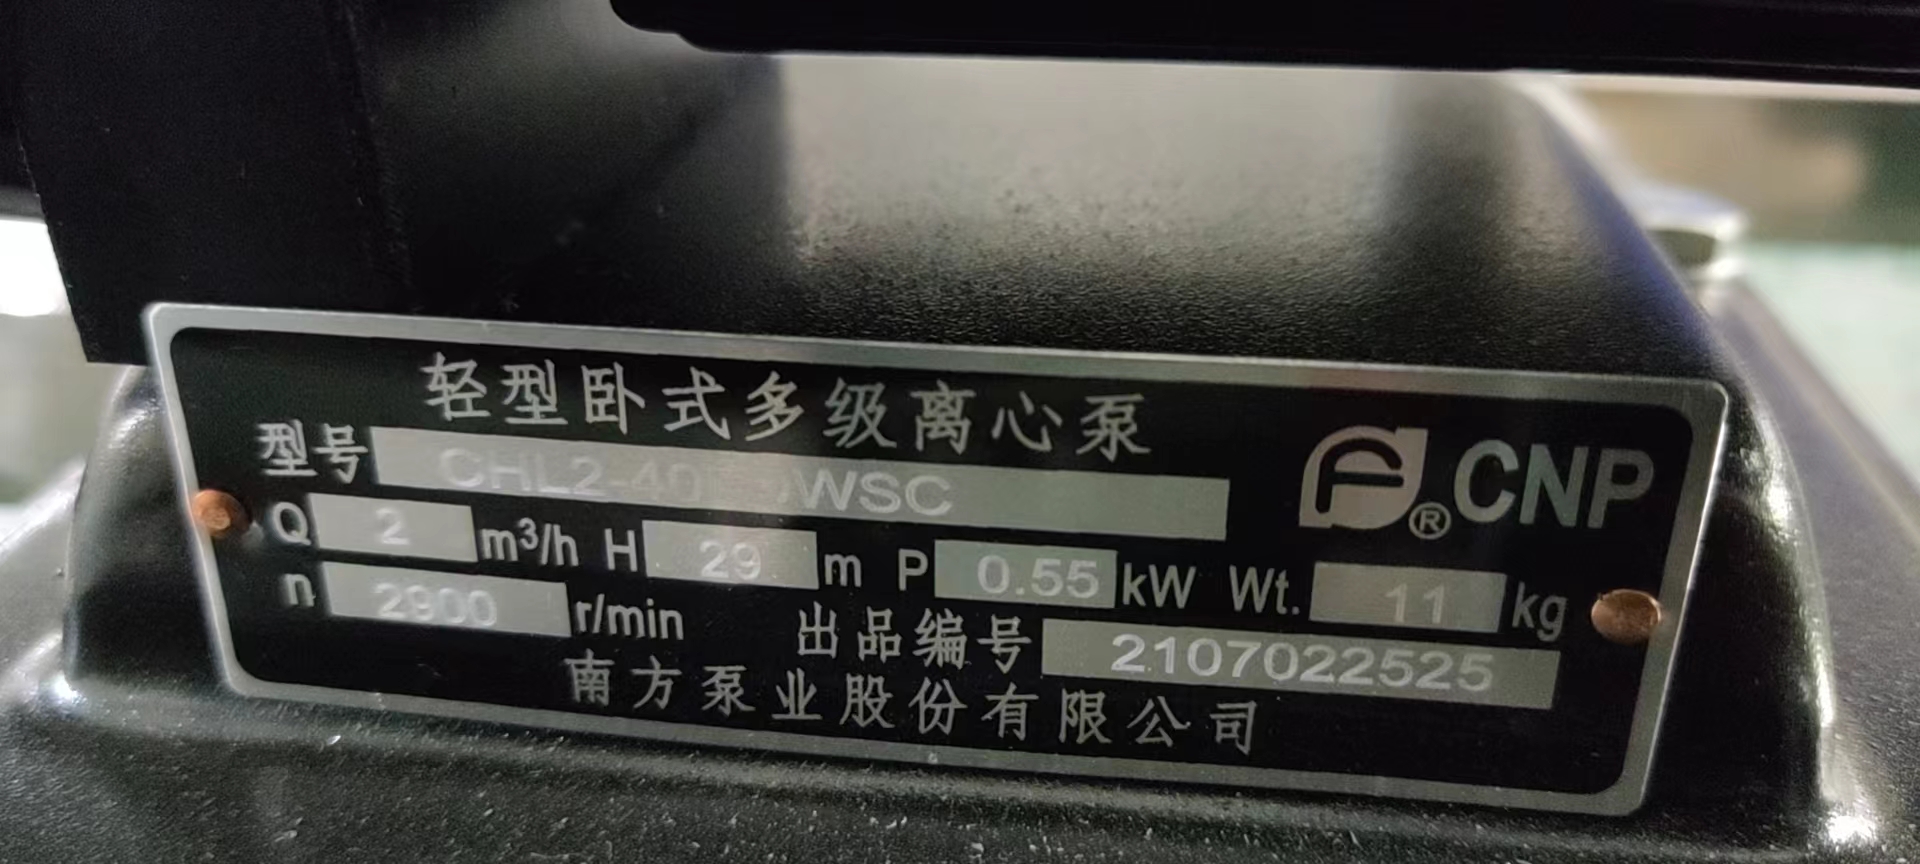 轻型卧式多级离心泵
型号 CHL2-40 WSC
CNP®
Q 2 m³/h H 29 m P 0.55 kW Wt. 11 kg
n 2900 r/min
出品编号 2107022525
南方泵业股份有限公司